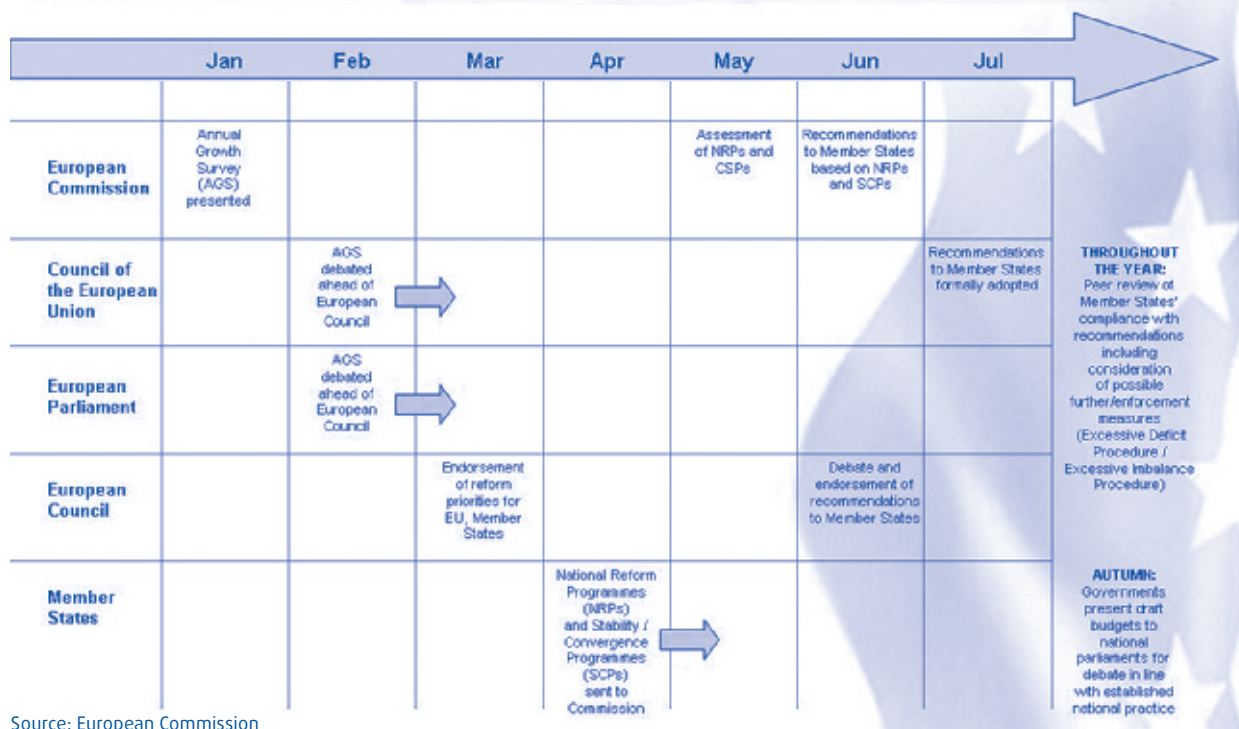 Jan Feb Mar Apr May Jun Jul
European
Commission
Annual
Growth
Survey
(AGS)
presented
Assessment
of NRPs and
CSPs
Recommendations
to Member States
based on NRPs
and SCPs
Council of
the European
Union
AGS
debated
ahead of
European
Council
Recommendations
to Member States
formally adopted
European
Parliament
AGS
debated
ahead of
European
Council
European
Council
Endorsement
of reform
priorities for
EU, Member
States
Debate and
endorsement of
recommendations
to Member States
Member
States
National Reform
Programmes
(NRPs)
and Stability /
Convergence
Programmes
(SCPs)
sent to
Commission
THROUGHOUT
THE YEAR:
Peer review of
Member States'
compliance with
recommendations
including
consideration
of possible
further/enforcement
measures
(Excessive Deficit
Procedure /
Excessive Imbalance
Procedure)
AUTUMN:
Governments
present draft
budgets to
national
parliaments for
debate in line
with established
national practice
Source: European Commission